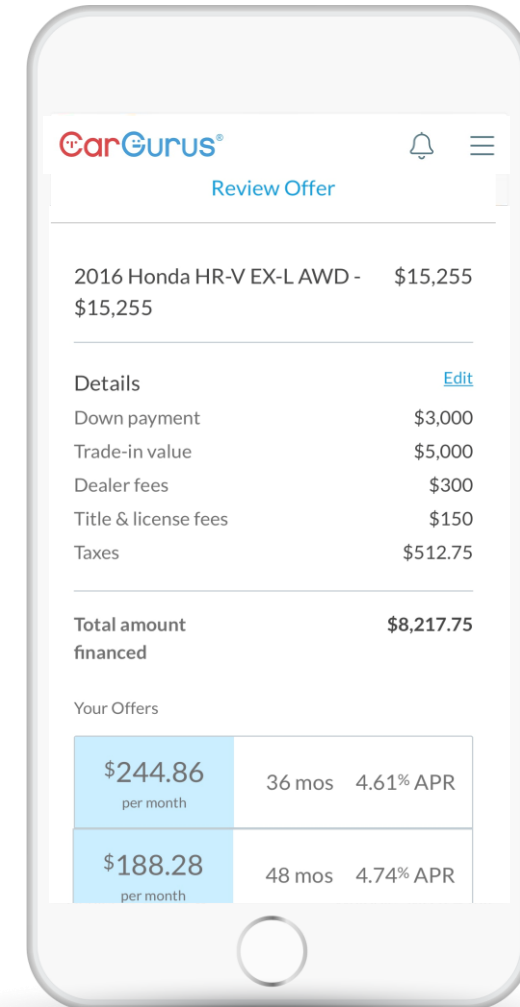 CarGurus®
Review Offer
2016 Honda HR-V EX-L AWD - $15,255
$15,255
Details Edit
Down payment $3,000
Trade-in value $5,000
Dealer fees $300
Title & license fees $150
Taxes $512.75
Total amount $8,217.75
financed
Your Offers
$244.86 36 mos 4.61% APR
per month
$188.28 48 mos 4.74% APR
per month